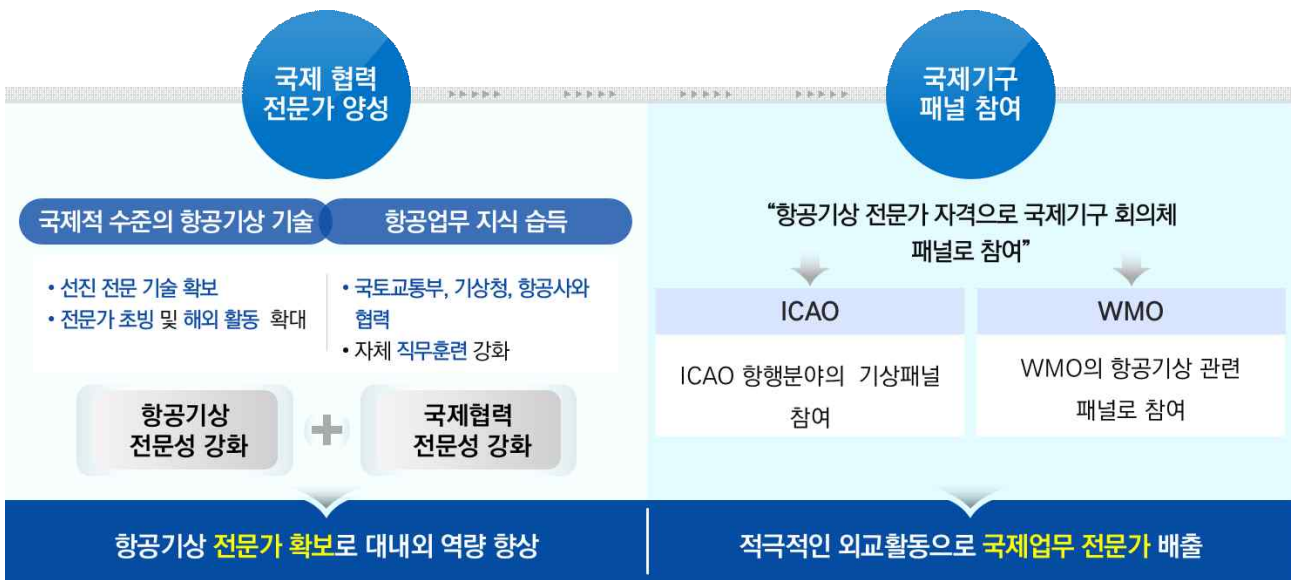 국제 협력
전문가 양성
국제기구
패널 참여
국제적 수준의 항공기상 기술
항공업무 지식 습득
• 선진 전문 기술 확보
• 전문가 초빙 및 해외 활동 확대
• 국토교통부, 기상청, 항공사와
협력
• 자체 직무훈련 강화
항공기상
전문성 강화
국제협력
전문성 강화
항공기상 전문가 확보로 대내외 역량 향상
“항공기상 전문가 자격으로 국제기구 회의체
패널로 참여”
ICAO
ICAO 항행분야의 기상패널
참여
WMO
WMO의 항공기상 관련
패널로 참여
적극적인 외교활동으로 국제업무 전문가 배출